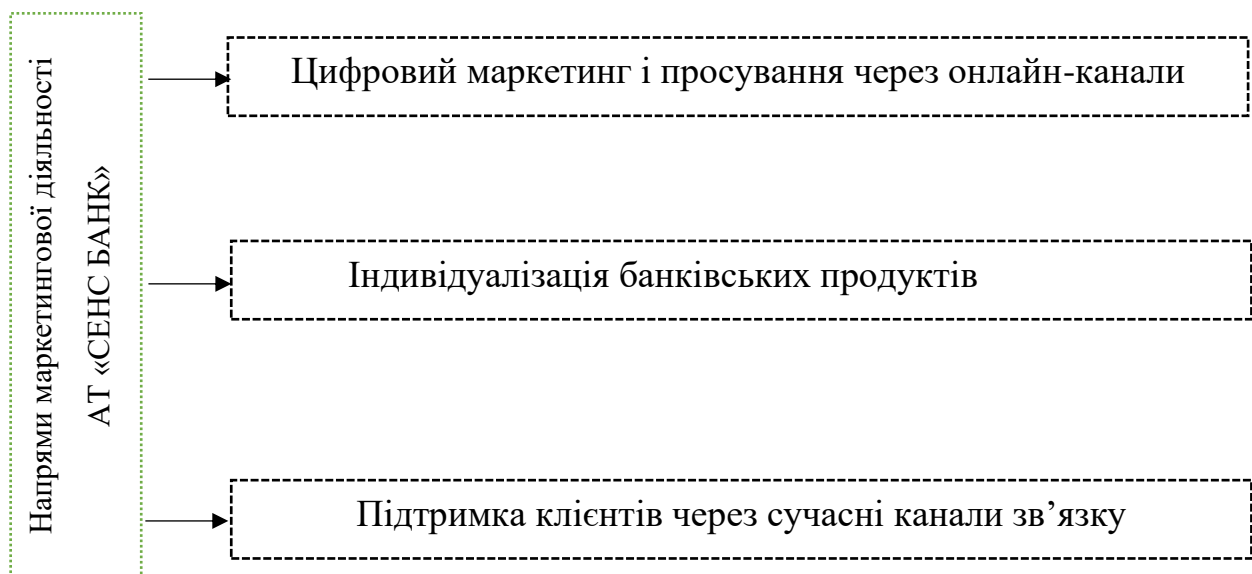 Напрями маркетингової діяльності
АТ «СЕНС БАНК»
Цифровий маркетинг і просування через онлайн-канали
Індивідуалізація банківських продуктів
Підтримка клієнтів через сучасні канали зв’язку